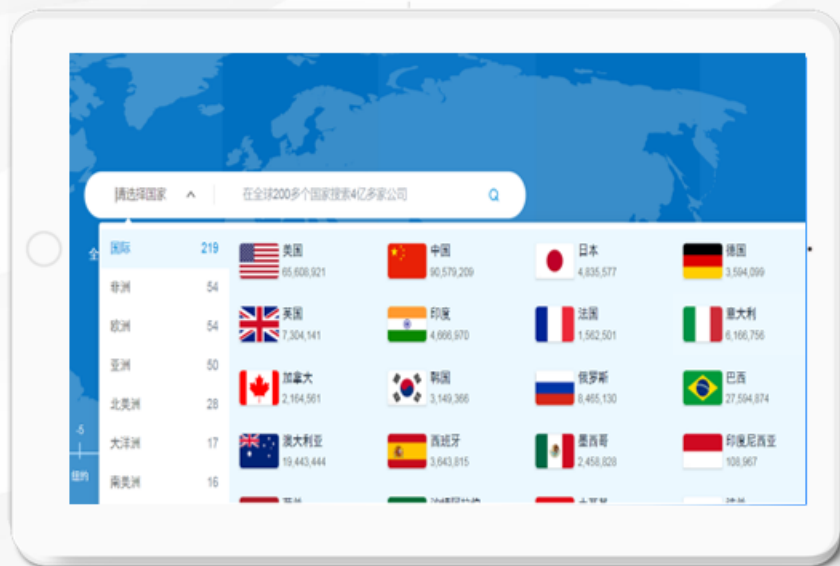 请选择国家
在全球200多个国家搜索4亿多家公司
全
国际 219
非洲 54
欧洲 54
亚洲 50
北美洲 28
大洋洲 17
南美洲 16
-5
纽约
美国 中国 日本 德国
65,608,921 90,579,209 4,835,577 3,594,099
英国 印度 法国 意大利
7,304,141 4,666,970 1,562,501 6,166,756
加拿大 韩国 俄罗斯 巴西
2,164,561 3,149,366 8,465,130 27,594,874
澳大利亚 西班牙 墨西哥 印度尼西亚
19,443,444 3,643,815 2,458,828 108,967